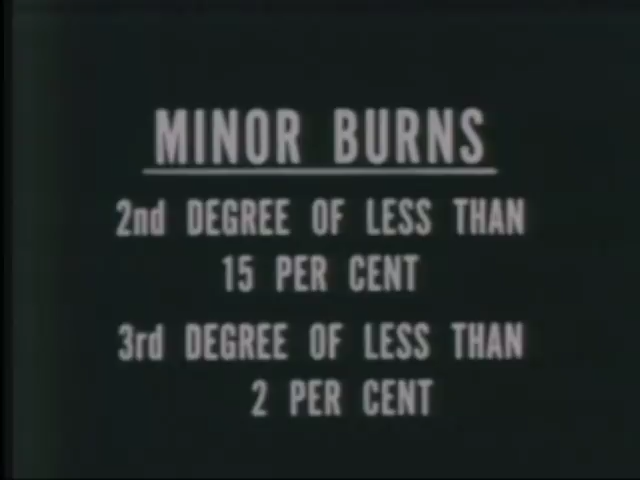 MINOR BURNS
2nd DEGREE OF LESS THAN
15 PER CENT
3rd DEGREE OF LESS THAN
2 PER CENT